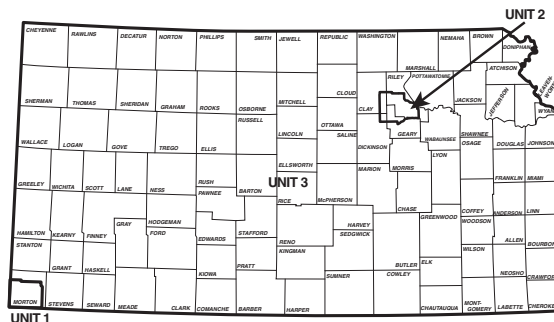 UNIT 2
CHEYENNE RAWLINS DECATUR NORTON PHILLIPS SMITH JEWELL REPUBLIC WASHINGTON MARSHALL NEMAHA BROWN DONIPHAN
SHERMAN THOMAS SHERIDAN GRAHAM ROOKS OSBORNE MITCHELL CLOUD CLAY RILEY POTTAWATOMIE JACKSON ATCHISON JEFFERSON LEAVEN-
WORTH
WYAN
WALLACE LOGAN GOVE TREGO ELLIS RUSSELL LINCOLN OTTAWA SALINE DICKINSON GEARY WABAUNSEE SHAWNEE DOUGLAS JOHNSON
GREELEY WICHITA SCOTT LANE NESS RUSH PAWNEE BARTON ELLSWORTH RICE McPHERSON MARION MORRIS CHASE LYON OSAGE FRANKLIN MIAMI
UNIT 3
HAMILTON KEARNY FINNEY GRAY HODGEMAN FORD EDWARDS STAFFORD RENO HARVEY SEDGWICK BUTLER GREENWOOD COFFEY WOODSON ANDERSON LINN ALLEN BOURBON
STANTON GRANT HASKELL KIOWA PRATT KINGMAN SUMNER COWLEY ELK WILSON NEOSHO CRAWFORD
MORTON STEVENS SEWARD MEADE CLARK COMANCHE BARBER HARPER CHAUTAUQUA MONT-
GOMERY LABETTE CHEROKE
UNIT 1